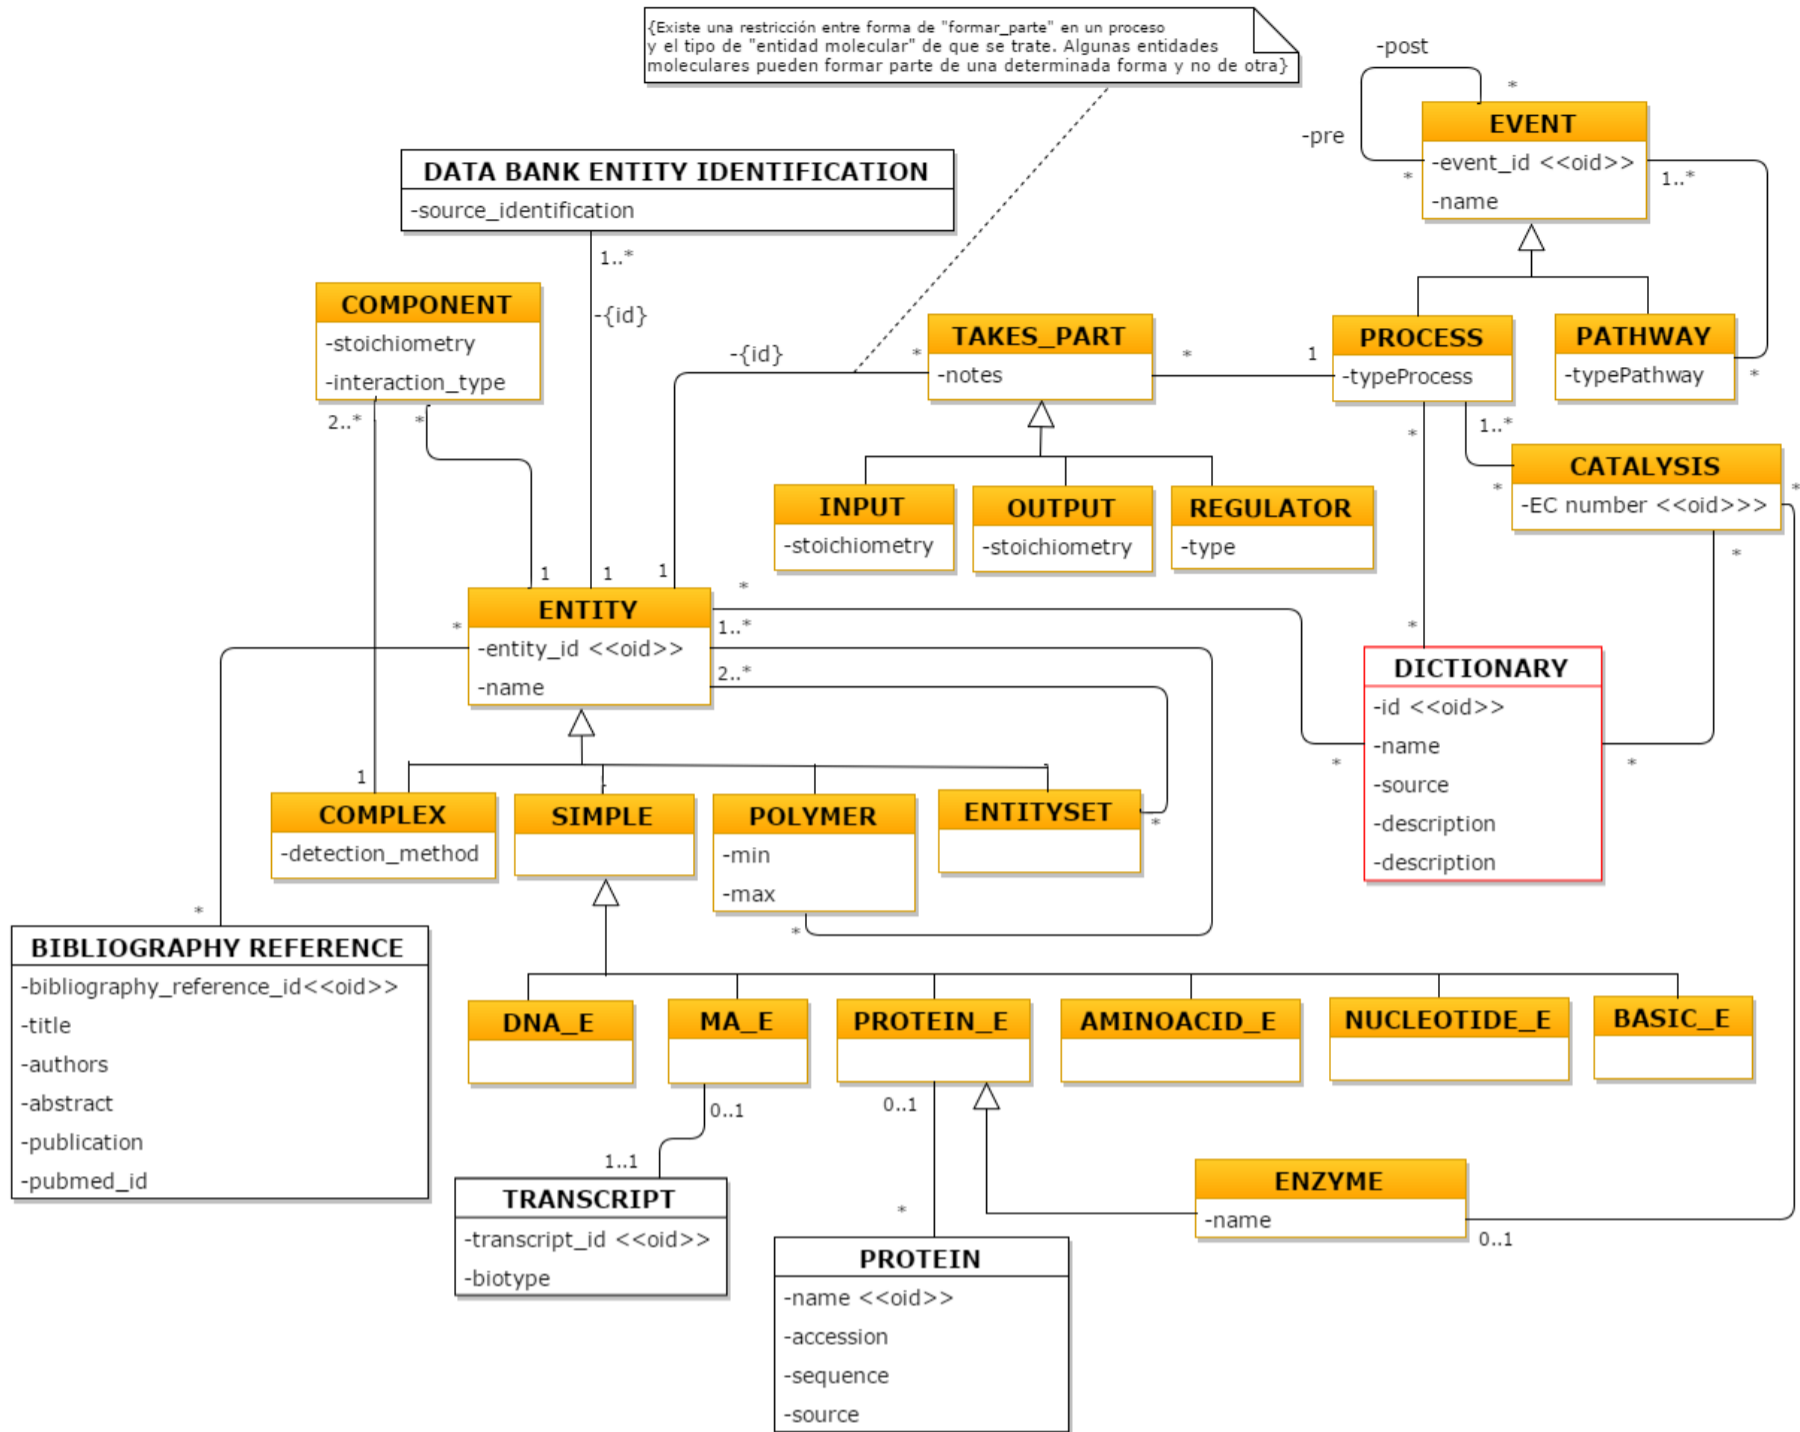 {Existe una restricción entre forma de "formar_parte" en un proceso
y el tipo de "entidad molecular" de que se trate. Algunas entidades
moleculares pueden formar parte de una determinada forma y no de otra}
-post
*
EVENT
-event_id <<oid>>
-name
-pre
*
1..*
DATA BANK ENTITY IDENTIFICATION
-source_identification
1..*
-{id}
COMPONENT
-stoichiometry
-interaction_type
2..*
*
-{id}
*
TAKES_PART
-notes
*
1
PROCESS
-typeProcess
PATHWAY
-typePathway
*
*
1..*
CATALYSIS
-EC number <<oid>>>
*
*
*
INPUT
-stoichiometry
OUTPUT
-stoichiometry
REGULATOR
-type
1
1
1
*
ENTITY
-entity_id <<oid>>
-name
*
1..*
2..*
*
DICTIONARY
-id <<oid>>
-name
-source
-description
-description
*
*
1
COMPLEX
-detection_method
SIMPLE
POLYMER
-min
-max
*
ENTITYSET
*
*
BIBLIOGRAPHY REFERENCE
-bibliography_reference_id<<oid>>
-title
-authors
-abstract
-publication
-pubmed_id
DNA_E
MA_E
PROTEIN_E
AMINOACID_E
NUCLEOTIDE_E
BASIC_E
0..1
0..1
1..1
TRANSCRIPT
-transcript_id <<oid>>
-biotype
*
ENZYME
-name
0..1
PROTEIN
-name <<oid>>
-accession
-sequence
-source